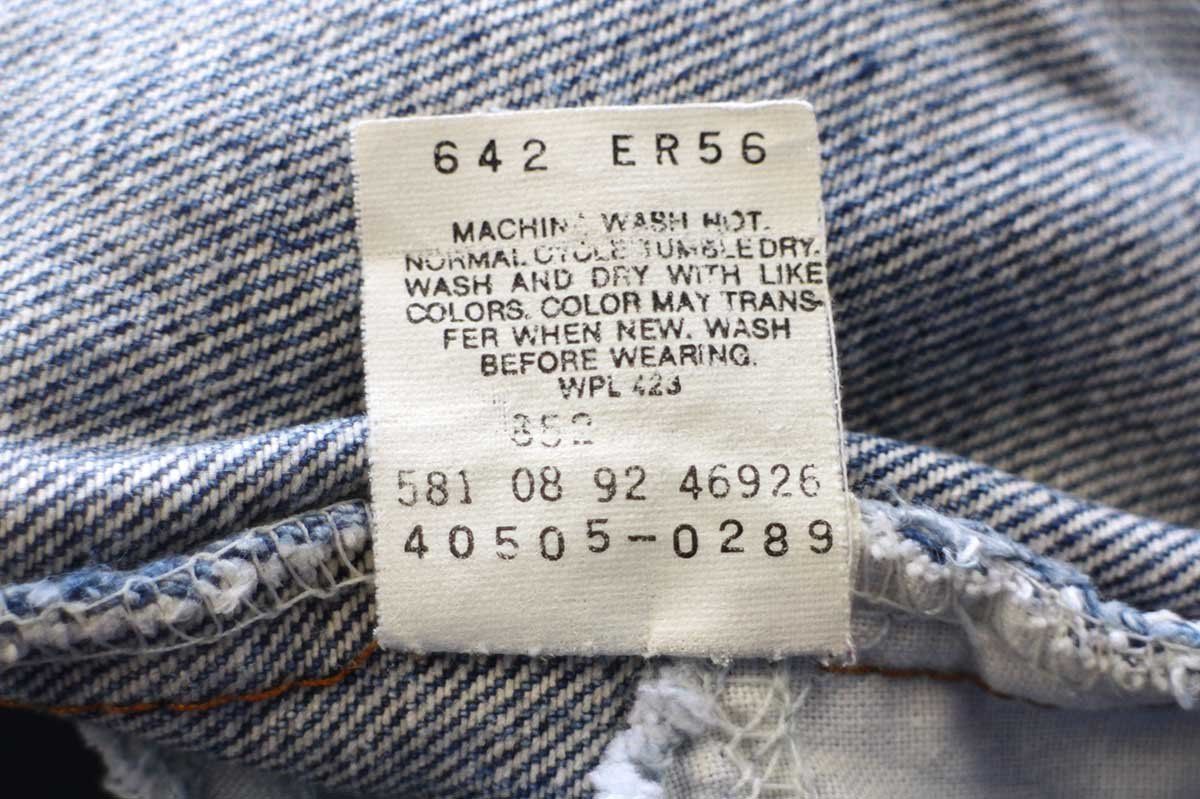 642 ER56
MACHINE WASH HOT.
NORMAL CYCLE TUMBLE DRY.
WASH AND DRY WITH LIKE
COLORS. COLOR MAY TRANS-
FER WHEN NEW. WASH
BEFORE WEARING.
WPL 423
852
581 08 92 46926
40505-0289